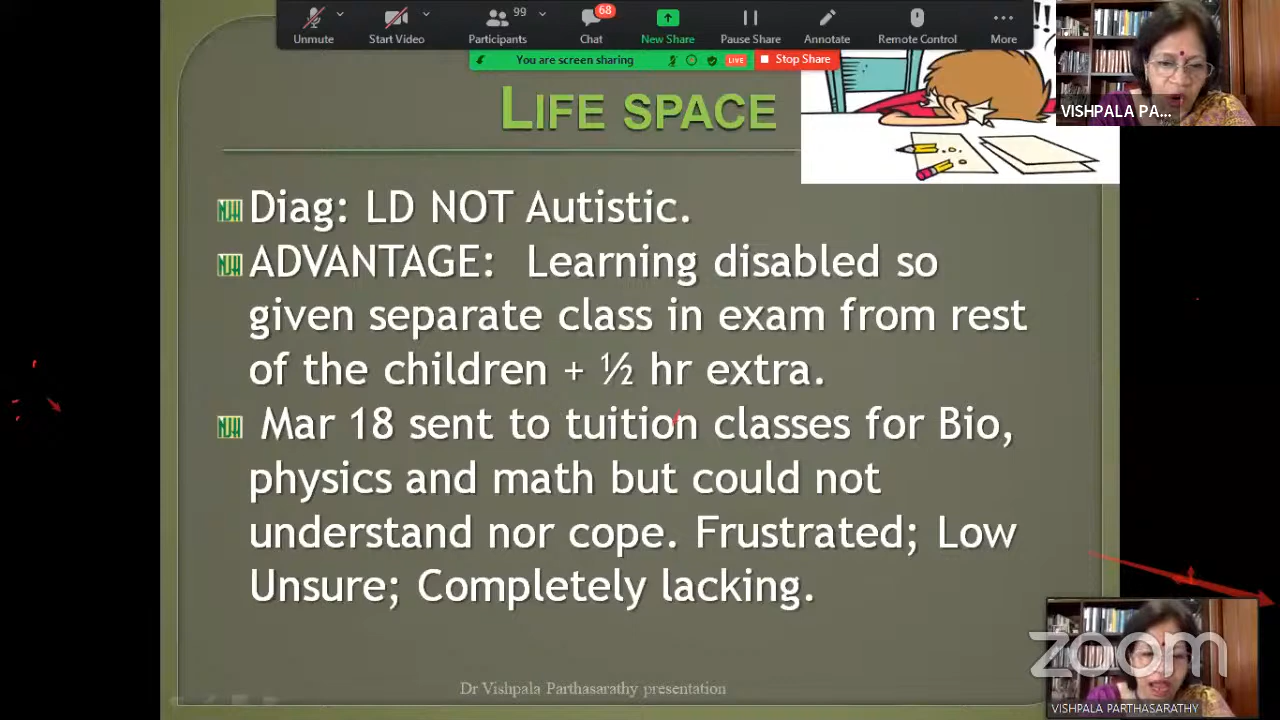 Unmute
Start Video
99
Participants
68
Chat
New Share
Pause Share
Annotate
Remote Control
More
You are screen sharing
LIVE
Stop Share
VISHPALA PA...
LIFE SPACE
Diag: LD NOT Autistic.
ADVANTAGE: Learning disabled so
given separate class in exam from rest
of the children + ½ hr extra.
Mar 18 sent to tuition classes for Bio,
physics and math but could not
understand nor cope. Frustrated; Low
Unsure; Completely lacking.
Dr Vishpala Parthasarathy presentation
zoom
VISHPALA PARTHASARATHY